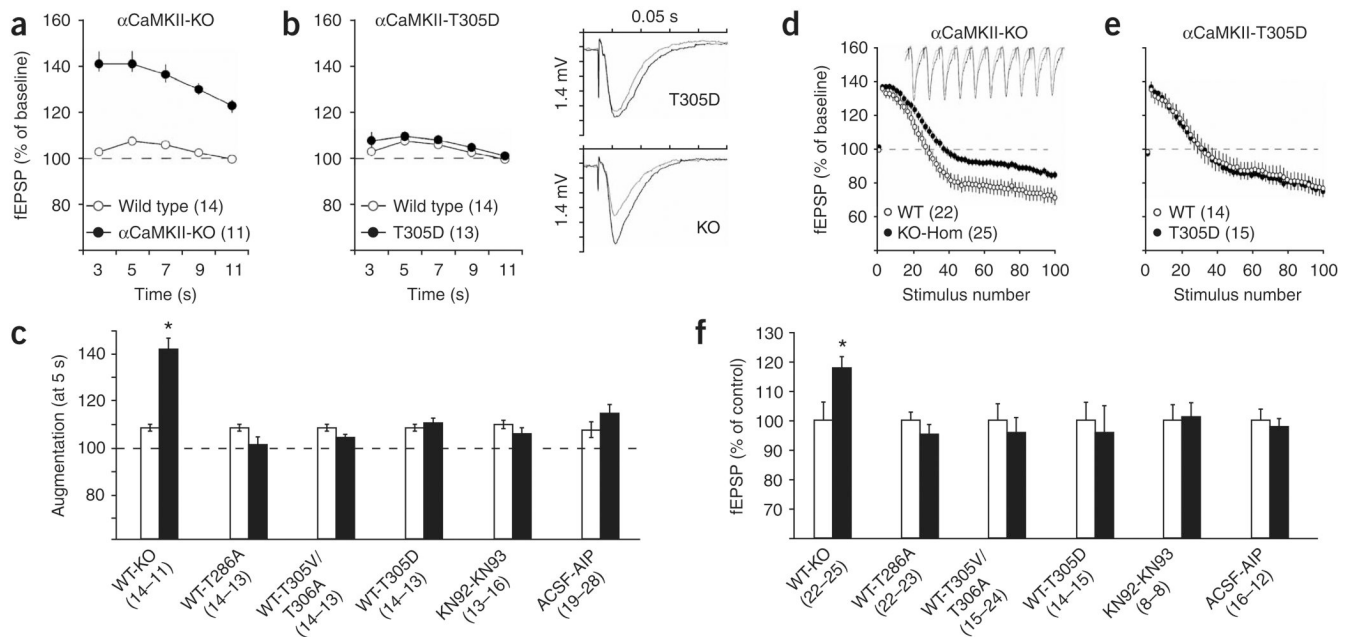 a
αCaMKII-KO
fEPSP (% of baseline)
160
140
120
100
80
Wild type (14)
αCaMKII-KO (11)
3 5 7 9 11
Time (s)
b
αCaMKII-T305D
160
140
120
100
80
Wild type (14)
T305D (13)
3 5 7 9 11
Time (s)
0.05 s
1.4 mV
T305D
1.4 mV
KO
d
αCaMKII-KO
fEPSP (% of baseline)
160
140
120
100
80
60
WT (22)
KO-Hom (25)
0 20 40 60 80 100
Stimulus number
e
αCaMKII-T305D
WT (14)
T305D (15)
0 20 40 60 80 100
Stimulus number
c
Augmentation (at 5 s)
140
120
100
80
*
WT-KO
(14–11)
WT-T286A
(14–13)
WT-T305V/
T306A
(14–13)
WT-T305D
(14–13)
KN92-KN93
(13–16)
ACSF-AIP
(19–28)
f
fEPSP (% of control)
130
120
110
100
90
80
70
*
WT-KO
(22–25)
WT-T286A
(22–23)
WT-T305V/
T306A
(15–24)
WT-T305D
(14–15)
KN92-KN93
(8–8)
ACSF-AIP
(16–12)